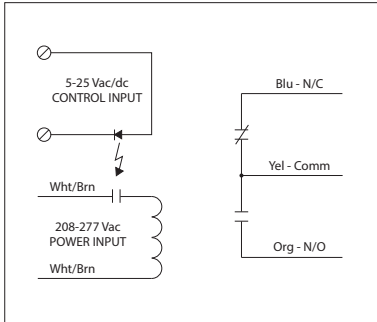 5-25 Vac/dc
CONTROL INPUT
Wht/Brn
208-277 Vac
POWER INPUT
Wht/Brn
Blu - N/C
Yel - Comm
Org - N/O